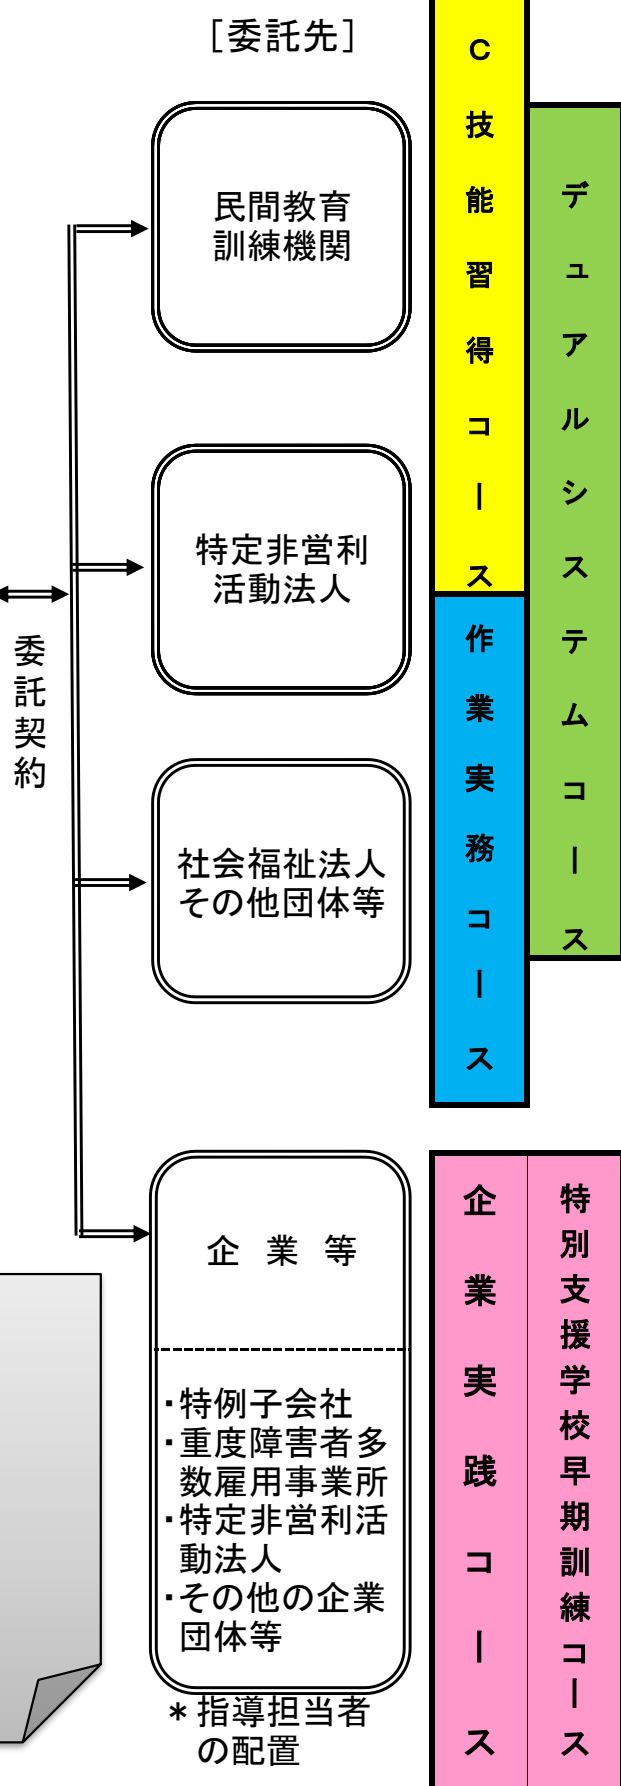 ［委託先］
民間教育
訓練機関
特定非営利
活動法人
委託契約
社会福祉法人
その他団体等
企　業　等
・特例子会社
・重度障害者多
数雇用事業所
・特定非営利活
動法人
・その他の企業
団体等
＊指導担当者
の配置
Ｃ技能習得コース
デュアルシステムコース
作業実務コース
企業実践コース
特別支援学校早期訓練コース